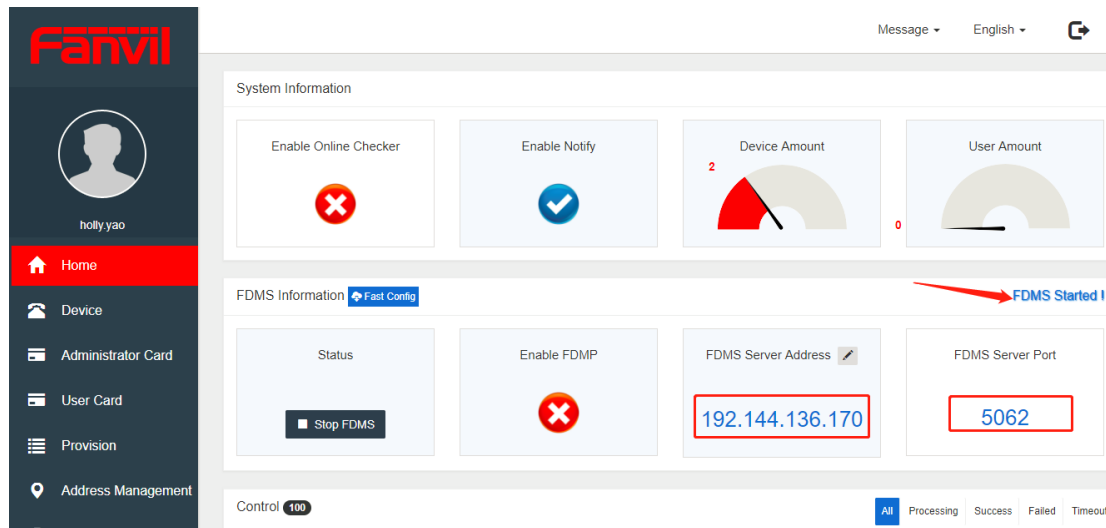 Fanvil
Message
English
holly.yao
Home
Device
Administrator Card
User Card
Provision
Address Management
System Information
Enable Online Checker
Enable Notify
Device Amount
User Amount
2
0
FDMS Information
Fast Config
FDMS Started !
Status
Enable FDMP
FDMS Server Address
FDMS Server Port
Stop FDMS
192.144.136.170
5062
Control 100
All
Processing
Success
Failed
Timeout